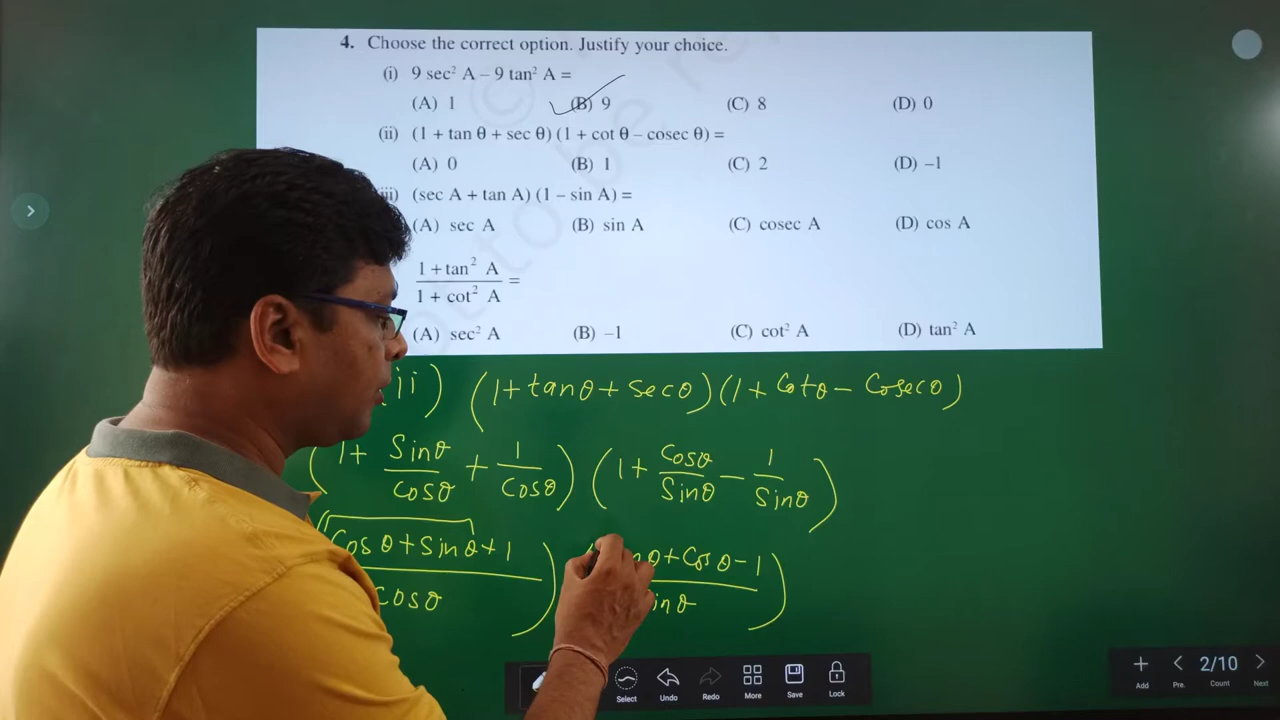 4. Choose the correct option. Justify your choice.
(i) 9 sec² A – 9 tan² A =
(A) 1 (B) 9 (C) 8 (D) 0
(ii) (1 + tan θ + sec θ) (1 + cot θ – cosec θ) =
(A) 0 (B) 1 (C) 2 (D) –1
iii) (sec A + tan A) (1 – sin A) =
(A) sec A (B) sin A (C) cosec A (D) cos A
1 + tan² A
1 + cot² A =
(A) sec² A (B) –1 (C) cot² A (D) tan² A
ii) (1 + tanθ + secθ) (1 + Cotθ – Cosecθ)
(1 + Sinθ/Cosθ + 1/Cosθ) (1 + Cosθ/Sinθ – 1/Sinθ)
(Cosθ + Sinθ + 1) (θ + Cosθ – 1)
Cosθ inθ
+ < 2/10 >
Add Pre. Count Next
Select Undo Redo More Save Lock